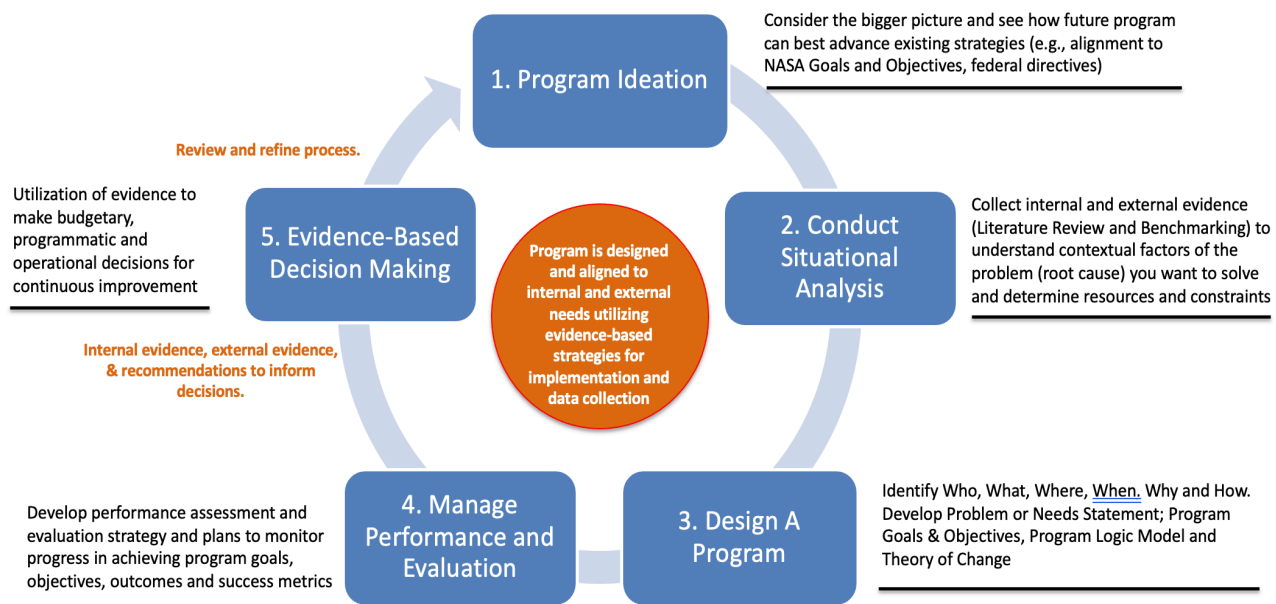 1. Program Ideation
Consider the bigger picture and see how future program
can best advance existing strategies (e.g., alignment to
NASA Goals and Objectives, federal directives)
2. Conduct
Situational
Analysis
Collect internal and external evidence
(Literature Review and Benchmarking) to
understand contextual factors of the
problem (root cause) you want to solve
and determine resources and constraints
3. Design A
Program
Identify Who, What, Where, When. Why and How.
Develop Problem or Needs Statement; Program
Goals & Objectives, Program Logic Model and
Theory of Change
4. Manage
Performance and
Evaluation
Develop performance assessment and
evaluation strategy and plans to monitor
progress in achieving program goals,
objectives, outcomes and success metrics
Internal evidence, external evidence,
& recommendations to inform
decisions.
5. Evidence-Based
Decision Making
Utilization of evidence to
make budgetary,
programmatic and
operational decisions for
continuous improvement
Review and refine process.
Program is designed
and aligned to
internal and external
needs utilizing
evidence-based
strategies for
implementation and
data collection